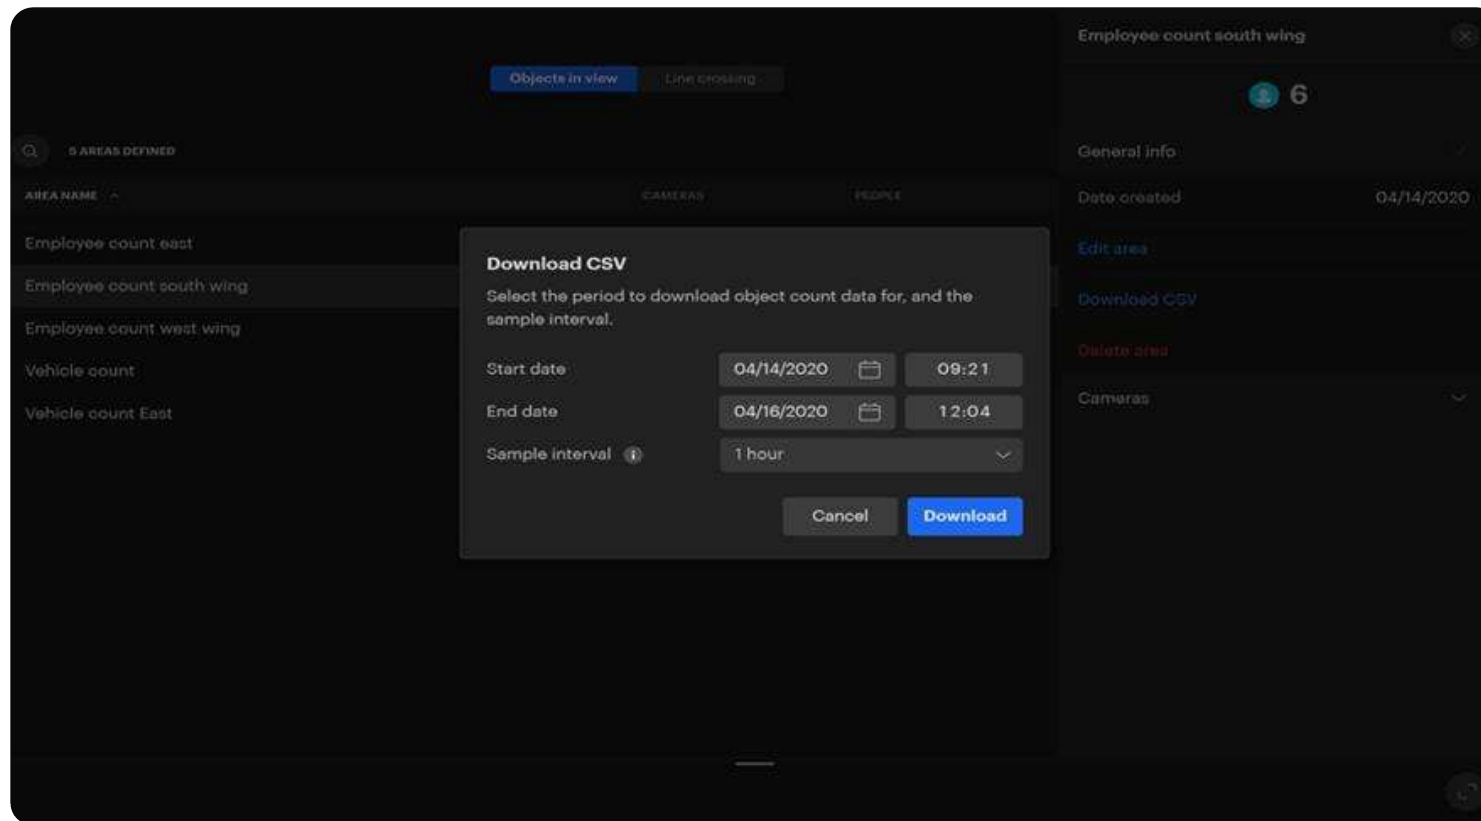 Employee count south wing
Objects in view
Line crossing
6
5 AREAS DEFINED
General info
AREA NAME
CAMERAS
PEOPLE
Date created
04/14/2020
Employee count east
Edit area
Employee count south wing
Download CSV
Employee count west wing
Delete area
Vehicle count
Cameras
Vehicle count East
Download CSV
Select the period to download object count data for, and the
sample interval.
Start date
04/14/2020
09:21
End date
04/16/2020
12:04
Sample interval
1 hour
Cancel
Download